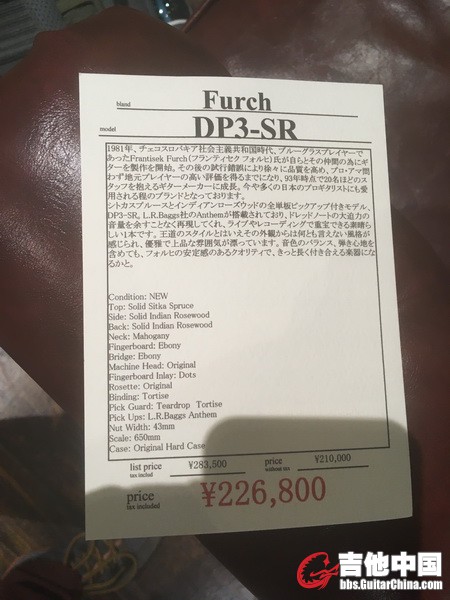 bland
Furch
model
DP3-SR
1981年、チェコスロバキア社会主義共和国時代、ブルーグラスプレイヤーで
あったFrantisek Furch(フランティセク フォルヒ)氏が自らとその仲間の為にギ
ターを製作を開始。その後の試行錯誤により徐々に品質を高め、プロ・アマ問
わず地元プレイヤーの高い評価を得るまでになり、93年時点で20名ほどのス
タッフを抱えるギターメーカーに成長。今や多くの日本のプロギタリストにも愛
用される程のブランドとなっております。
シトカスプルースとインディアンローズウッドの全単板ピックアップ付きモデル、
DP3-SR。L.R.Baggs社のAnthemが搭載されており、ドレッドノートの大迫力の
音量を余すことなく再現してくれ、ライブやレコーディングで重宝できる素晴ら
しい1本です。王道のスタイルとはいえその外観からは何とも言えない風格が
感じられ、優雅で上品な雰囲気が漂っています。音色のバランス、弾き心地を
含めても、フォルヒの安定感のあるクオリティで、きっと長く付き合える楽器にな
るかと。
Condition: NEW
Top: Solid Sitka Spruce
Side: Solid Indian Rosewood
Back: Solid Indian Rosewood
Neck: Mahogany
Fingerboard: Ebony
Bridge: Ebony
Machine Head: Original
Fingerboard Inlay: Dots
Rosette: Original
Binding: Tortise
Pick Guard: Teardrop Tortise
Pick Ups: L.R.Baggs Anthem
Nut Width: 43mm
Scale: 650mm
Case: Original Hard Case
list price
tax includ
¥283,500
price
without tax
¥210,000
price
tax included
¥226,800
吉他中国
bbs.GuitarChina.com